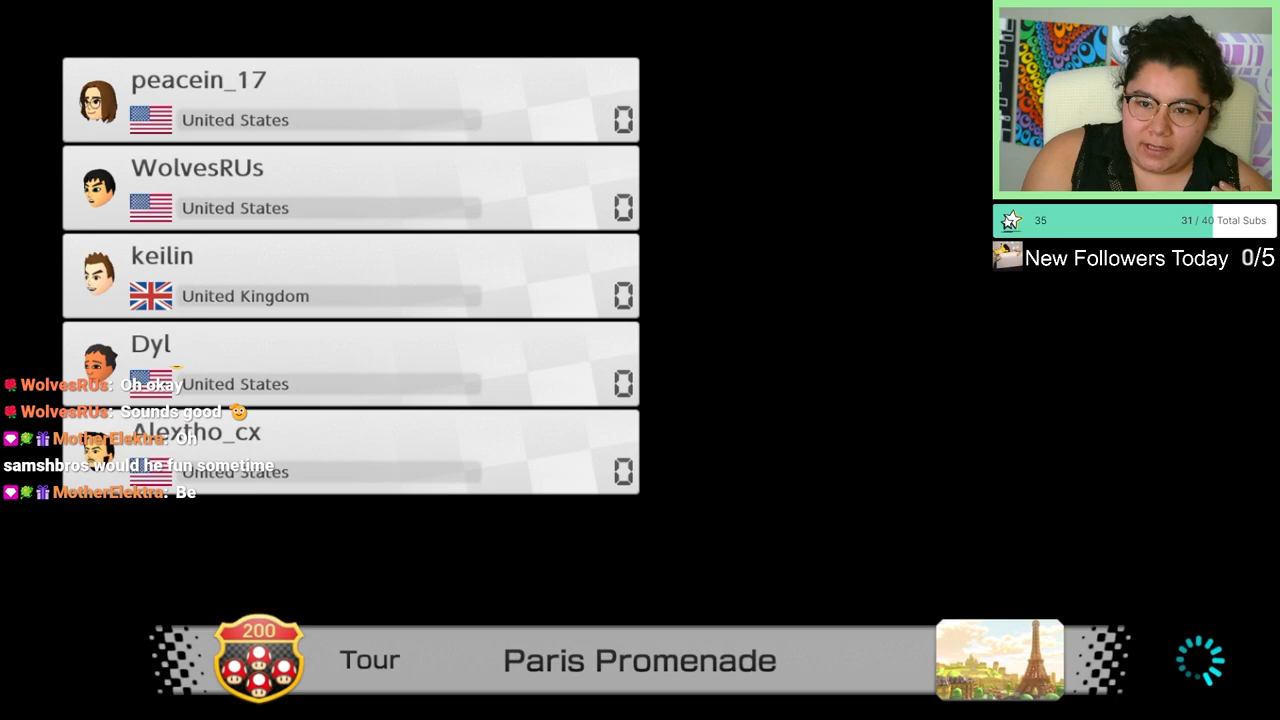 peacein_17
United States
0
WolvesRUs
United States
0
keilin
United Kingdom
0
Dyl
United States
0
Alextho_cx
United States
0
WolvesRUs: Oh okay
WolvesRUs: Sounds good
MotherElektra: Oh
samshbros would he fun sometime
MotherElektra: Be
35
31 / 40 Total Subs
New Followers Today 0/5
200
Tour
Paris Promenade